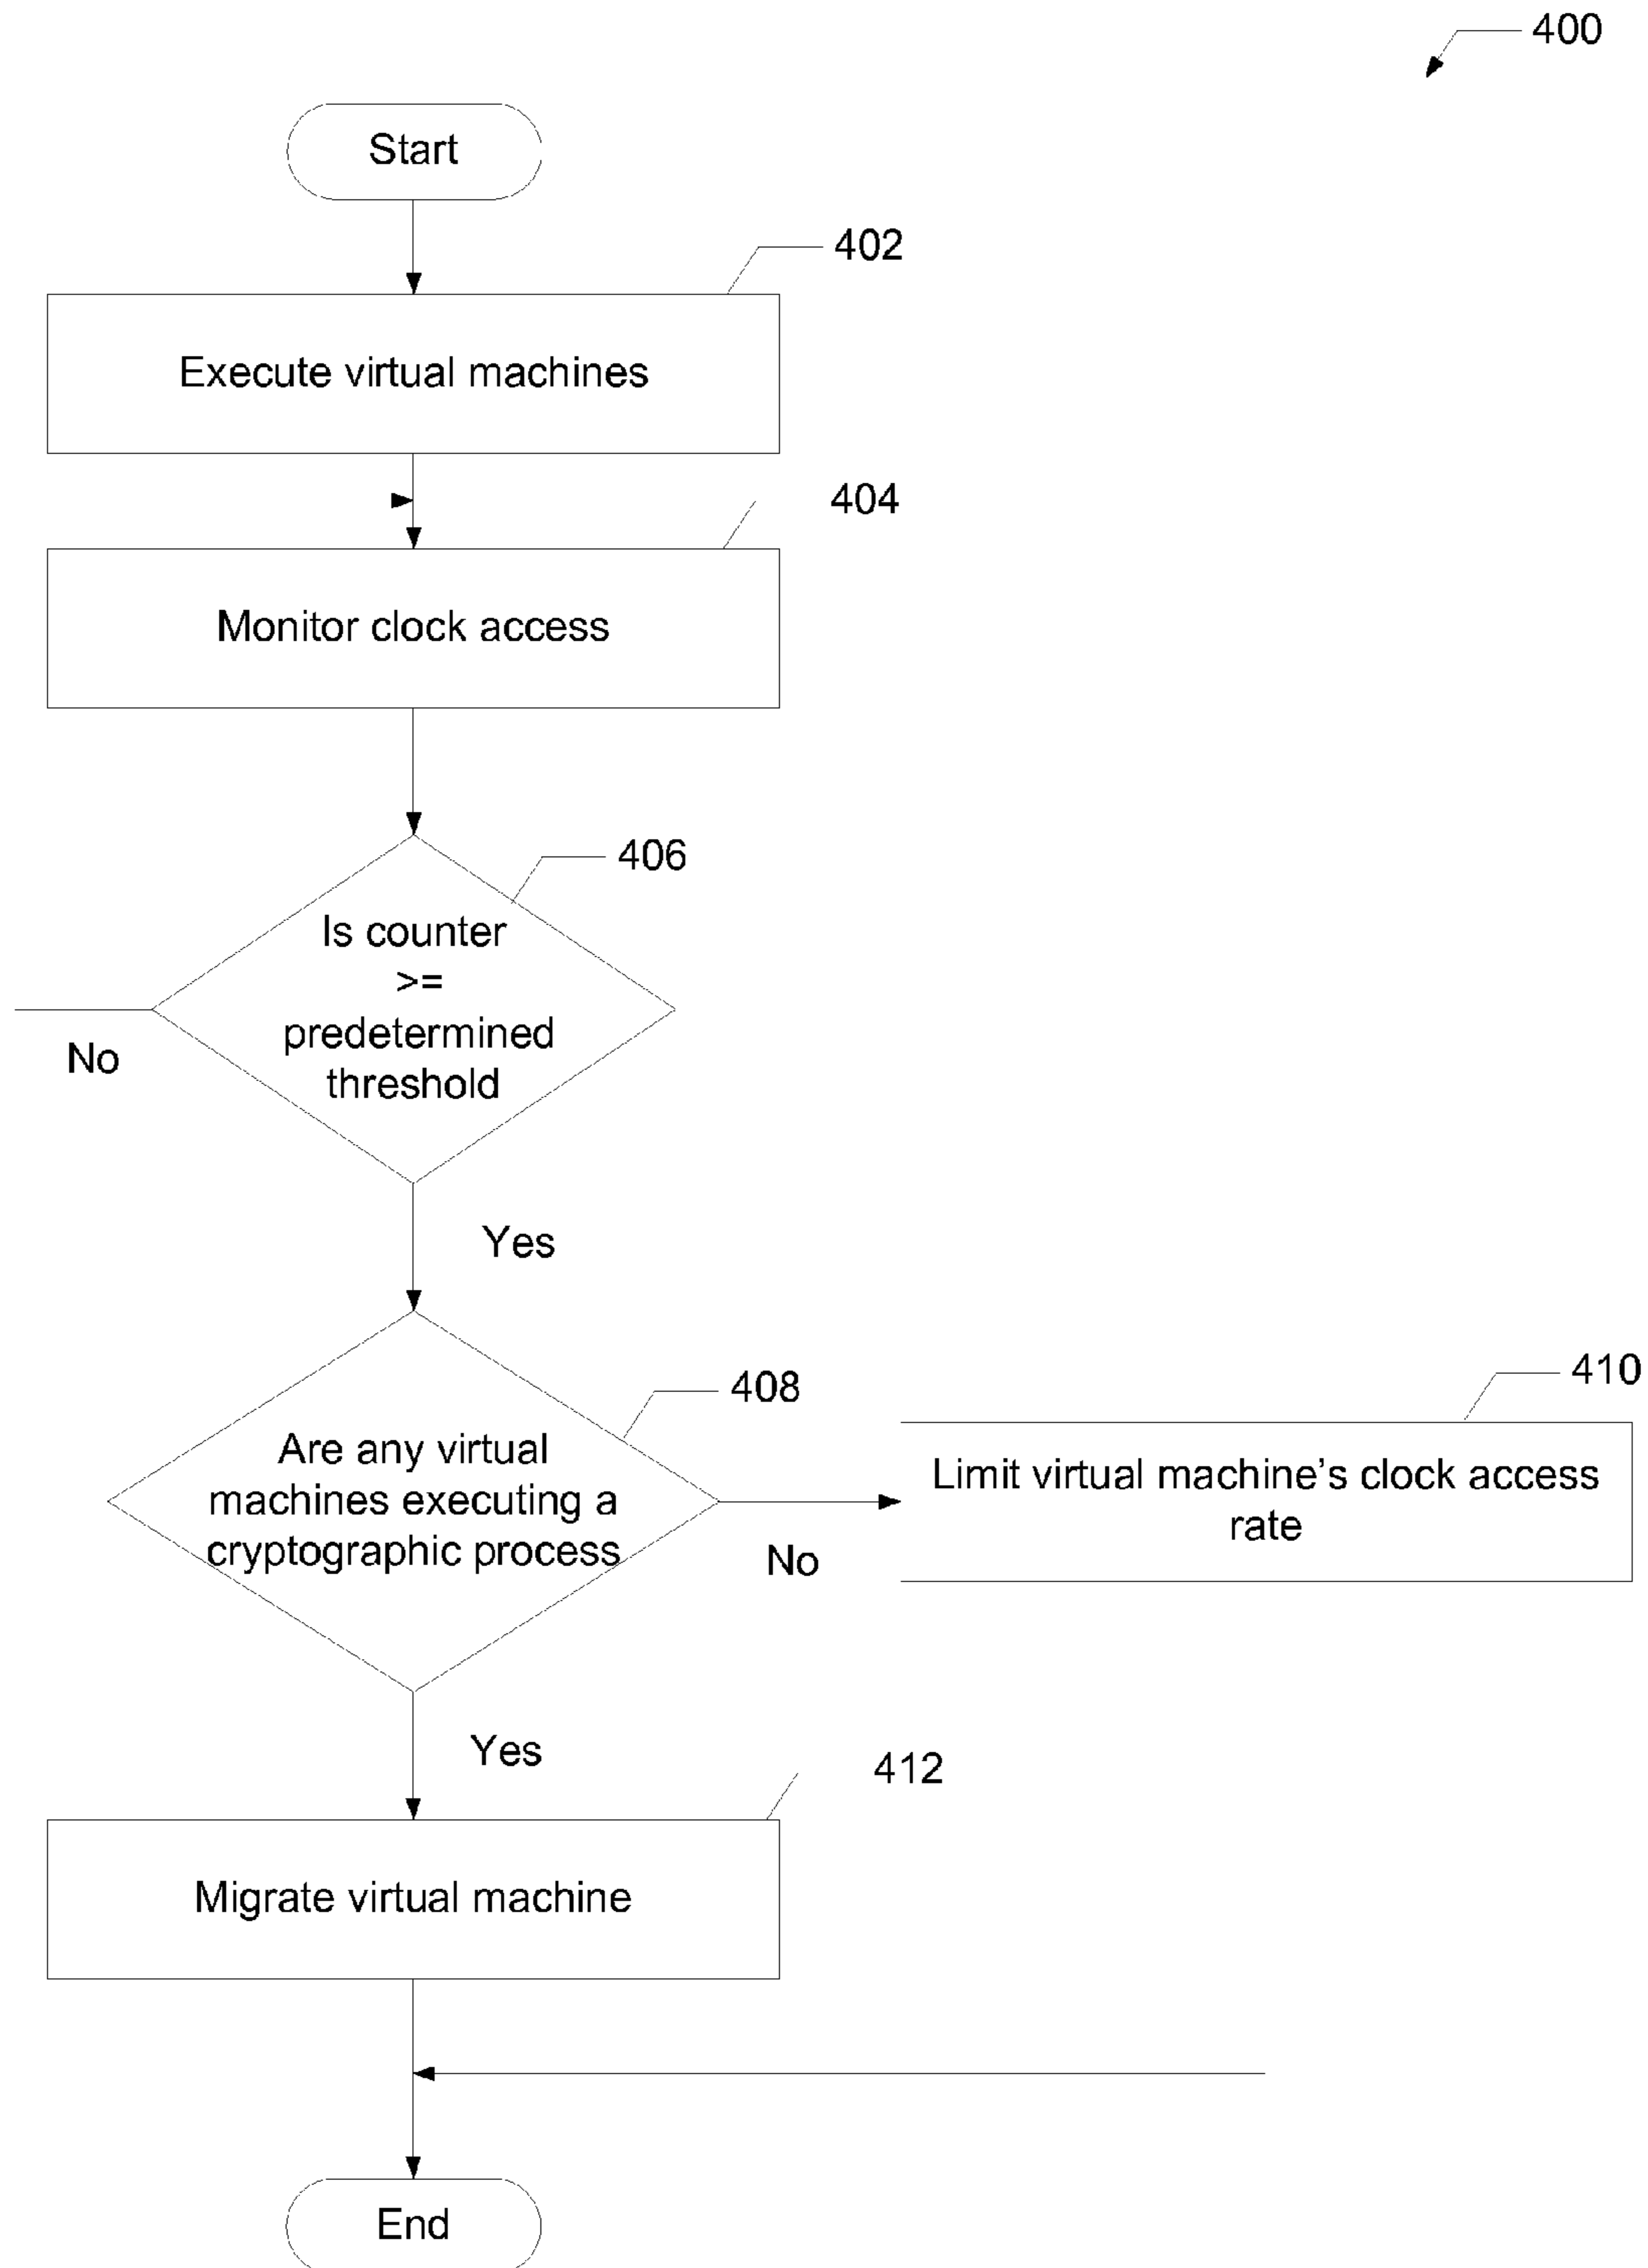 400
Start
402
Execute virtual machines
404
Monitor clock access
406
Is counter
>=
predetermined
threshold
No
Yes
408
Are any virtual
machines executing a
cryptographic process
No
410
Limit virtual machine's clock access
rate
Yes
412
Migrate virtual machine
End